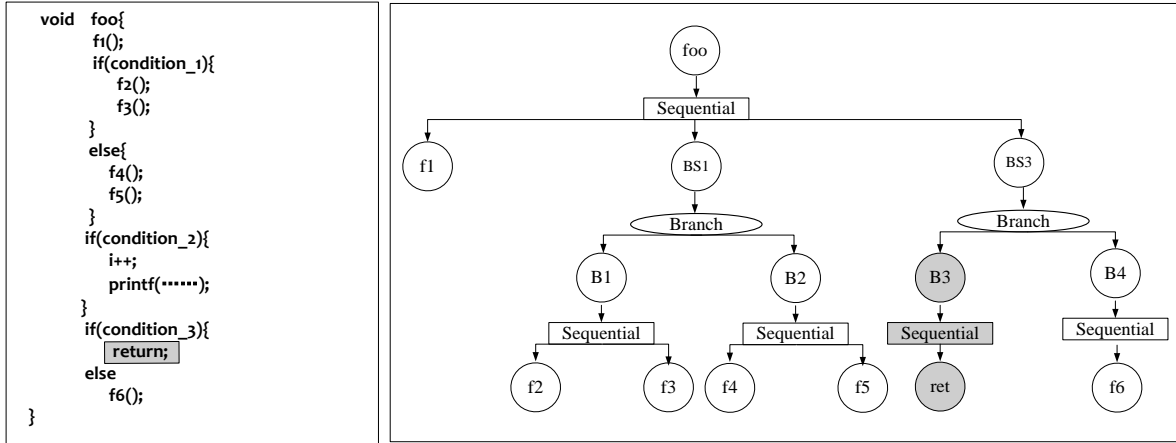 void foo{
f1();
if(condition_1){
f2();
f3();
}
else{
f4();
f5();
}
if(condition_2){
i++;
printf(······);
}
if(condition_3){
return;
else
f6();
}
foo
Sequential
f1 BS1 BS3
Branch Branch
B1 B2 B3 B4
Sequential Sequential Sequential Sequential
f2 f3 f4 f5 ret f6